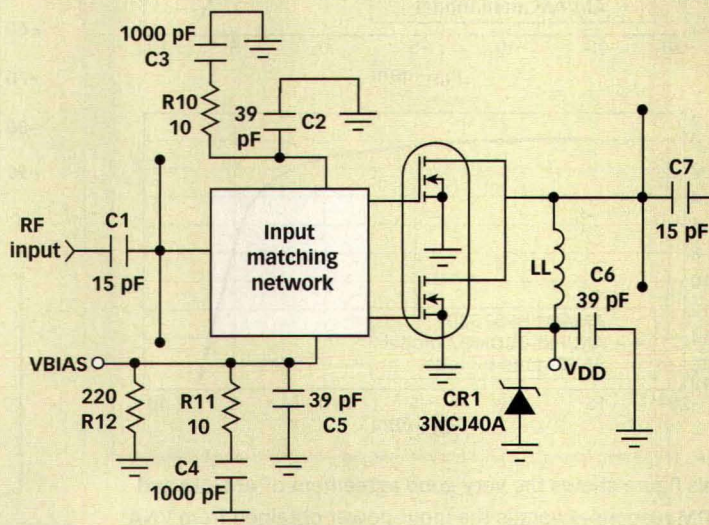 1000 pF
C3
R10
10
39
pF
C2
C1
RF
input
15 pF
Input
matching
network
C7
15 pF
LL
C6
39 pF
VBIAS
VDD
220
R12
R11
10
39 pF
C5
CR1
3NCJ40A
C4
1000 pF